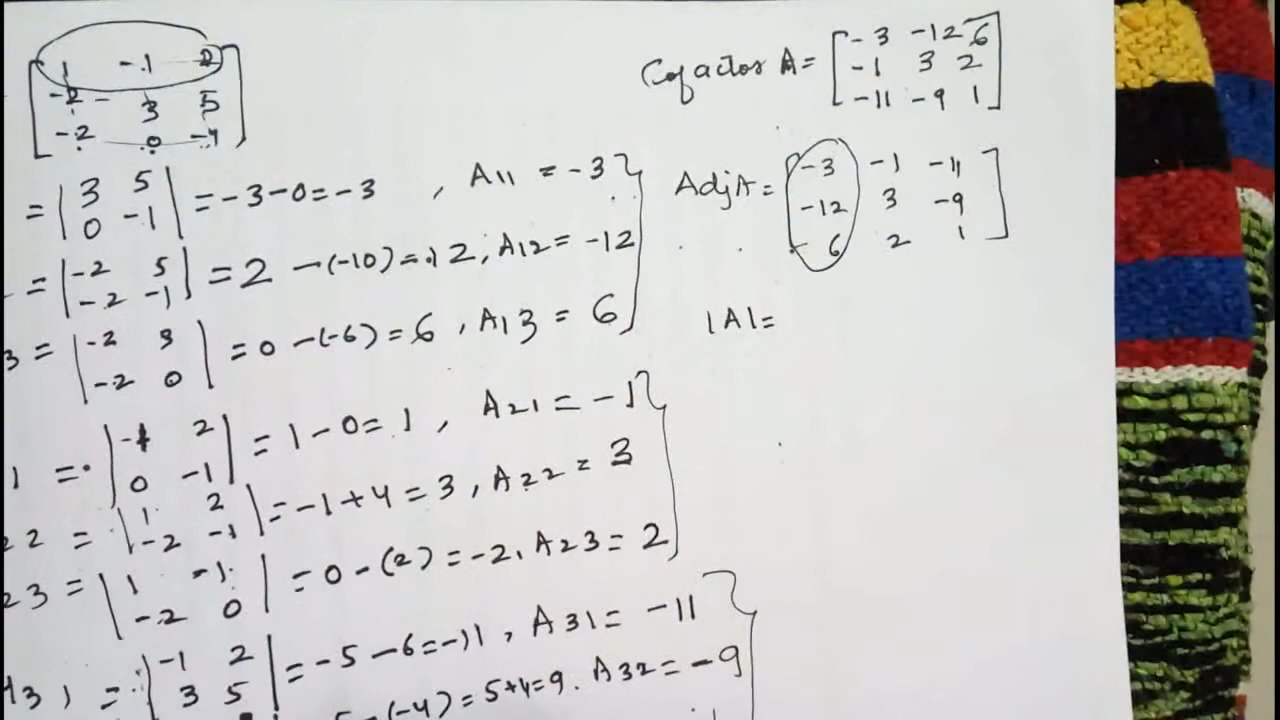 1 -1 2
-2 3 5
-2 0 -1
= |3 5| = -3-0=-3 , A11 = -3
|0 -1|
= |-2 5| = 2 -(-10)=12, A12= -12
|-2 -1|
3 = |-2 3| = 0 -(-6)= 6 , A13 = 6
|-2 0|
1 = |-1 2| = 1-0= 1 , A21 = -1
|0 -1|
22 = |1 2| = -1+4=3 , A22 = 3
|-2 -1|
23 = |1 -1| = 0-(2)=-2, A23= 2
|-2 0|
31 = |-1 2| = -5-6=-11 , A31= -11
|3 5|
5-(-4)= 5+4=9. A32= -9
Cofactor A= [-3 -12 6
-1 3 2
-11 -9 1]
AdjA= [-3 -1 -11
-12 3 -9
6 2 1]
|A|=